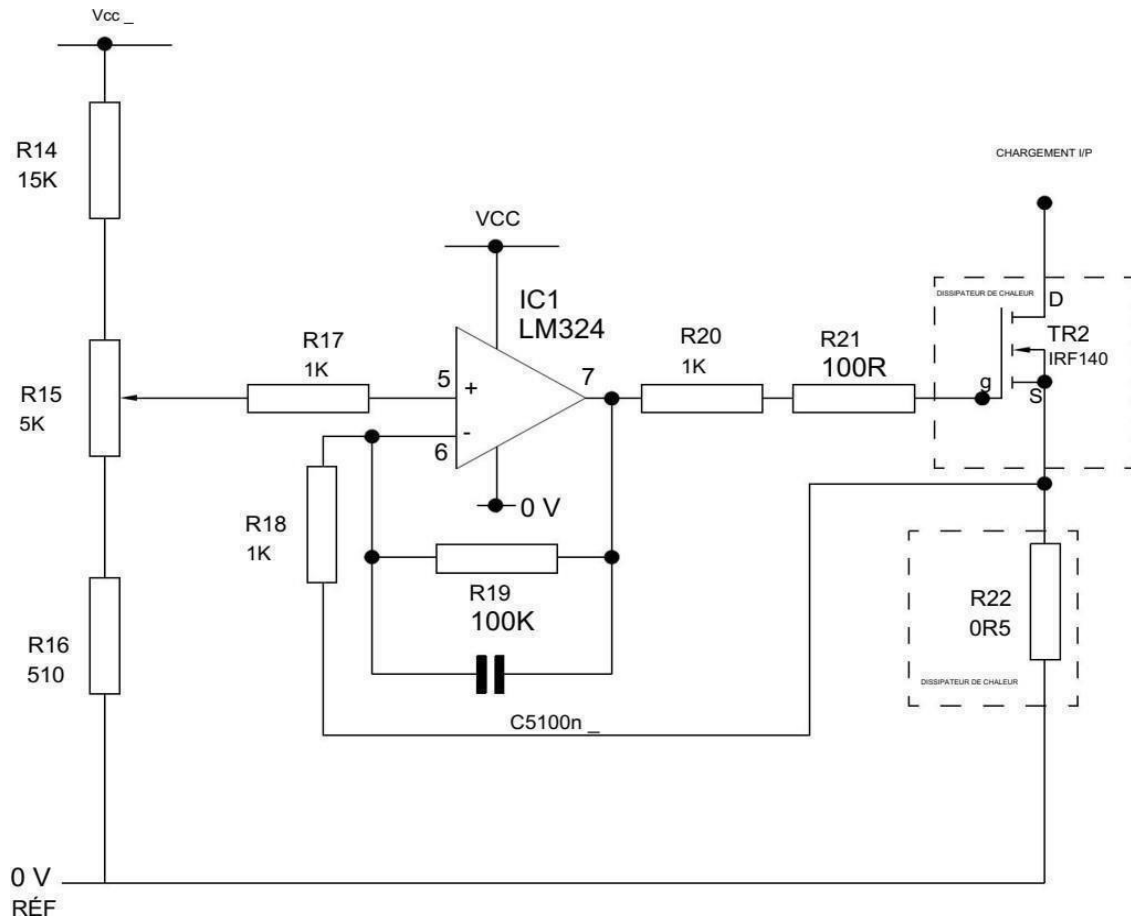 Vcc _
R14
15K
CHARGEMENT I/P
VCC
IC1
LM324
DISSIPATEUR DE CHALEUR
D
TR2
IRF140
g
S
R15
5K
R17
1K
5
+
-
6
7
R20
1K
R21
100R
0 V
R18
1K
R19
100K
R22
0R5
DISSIPATEUR DE CHALEUR
R16
510
C5100n _
0 V
RÉF